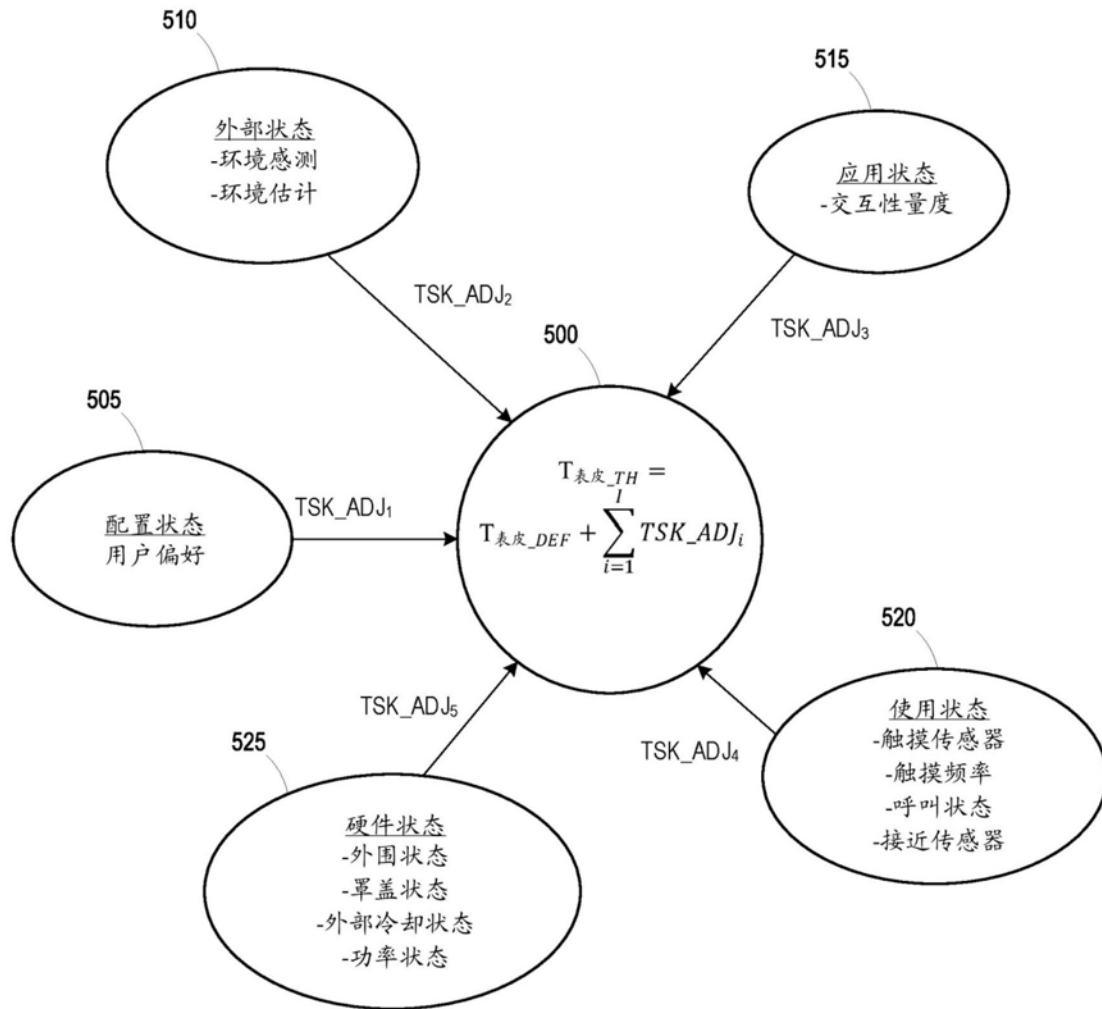 510
外部状态
-环境感测
-环境估计
515
应用状态
-交互性量度
TSK_ADJ₂
TSK_ADJ₃
500
505
T表皮_TH =
T表皮_DEF + \sum_{i=1}^{I} TSK_ADJ_i
TSK_ADJ₁
配置状态
用户偏好
520
使用状态
-触摸传感器
-触摸频率
-呼叫状态
-接近传感器
TSK_ADJ₄
TSK_ADJ₅
525
硬件状态
-外围状态
-罩盖状态
-外部冷却状态
-功率状态